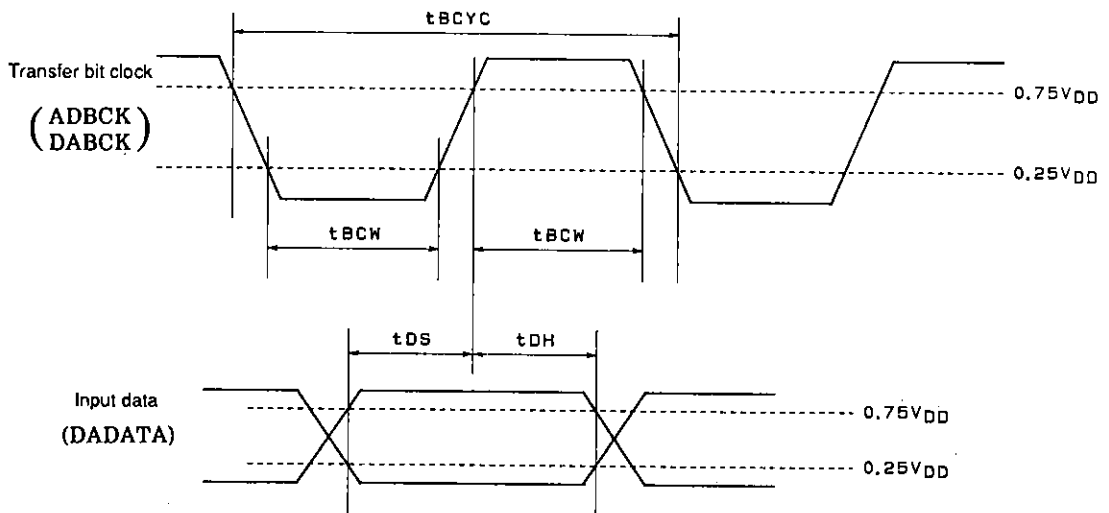 tBCYC
Transfer bit clock
(ADBCK
DABCK)
0.75VDD
0.25VDD
tBCW
tBCW
tDS
tDH
Input data
(DADATA)
0.75VDD
0.25VDD